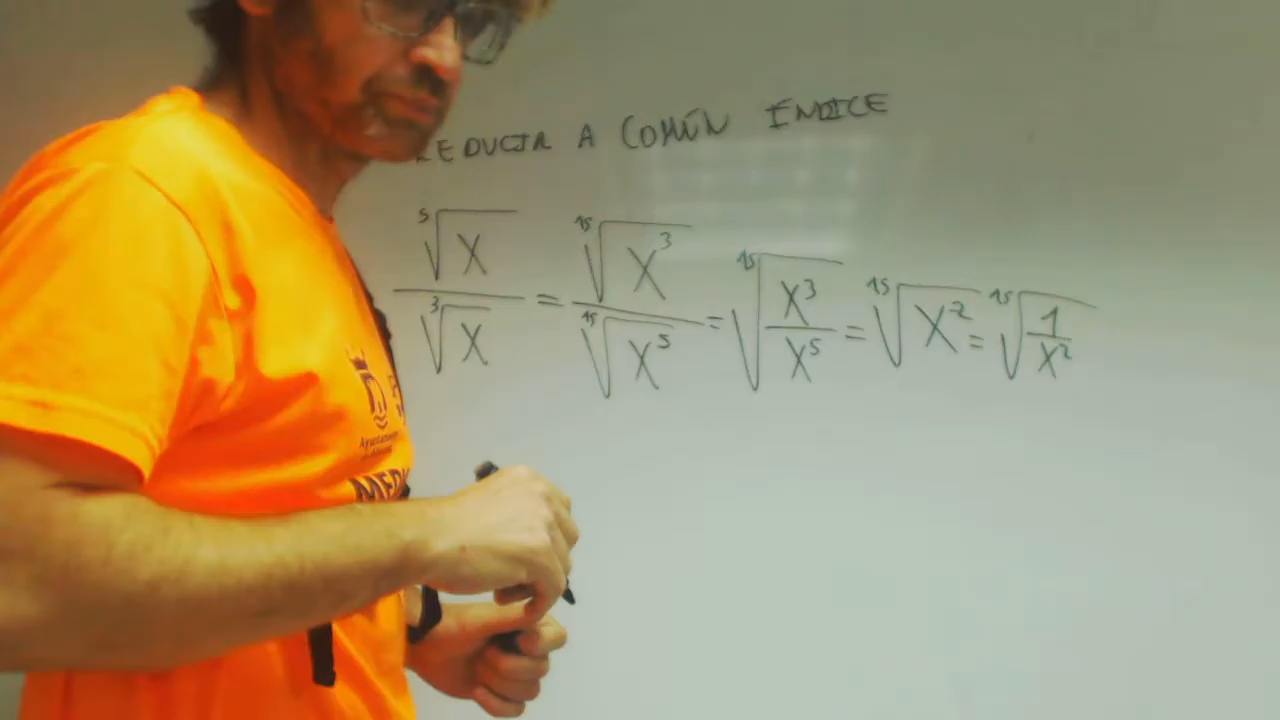 REDUCIR A COMÚN ÍNDICE
⁵√X / ³√X = ¹⁵√X³ / ¹⁵√X⁵ = ¹⁵√(X³/X⁵) = ¹⁵√X⁻² = ¹⁵√(1/X²)